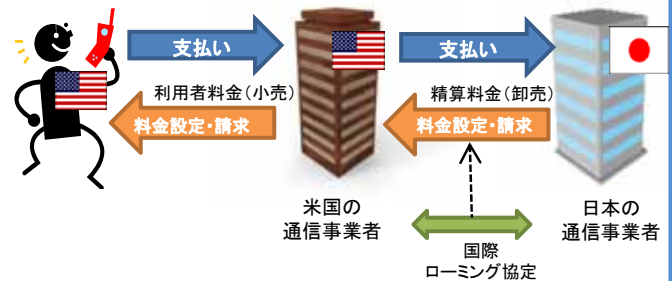 支払い
支払い
利用者料金(小売)
精算料金(卸売)
料金設定・請求
料金設定・請求
米国の
通信事業者
日本の
通信事業者
国際
ローミング協定